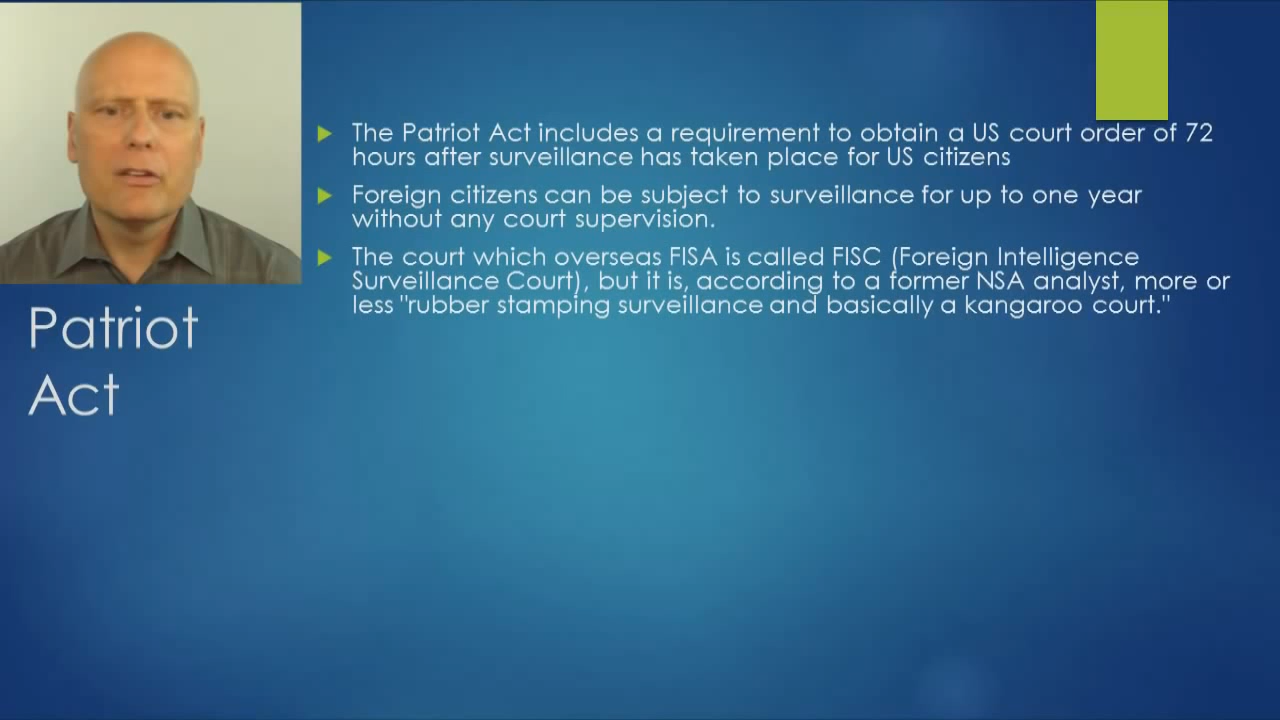 Patriot
Act
The Patriot Act includes a requirement to obtain a US court order of 72
hours after surveillance has taken place for US citizens
Foreign citizens can be subject to surveillance for up to one year
without any court supervision.
The court which overseas FISA is called FISC (Foreign Intelligence
Surveillance Court), but it is, according to a former NSA analyst, more or
less "rubber stamping surveillance and basically a kangaroo court."